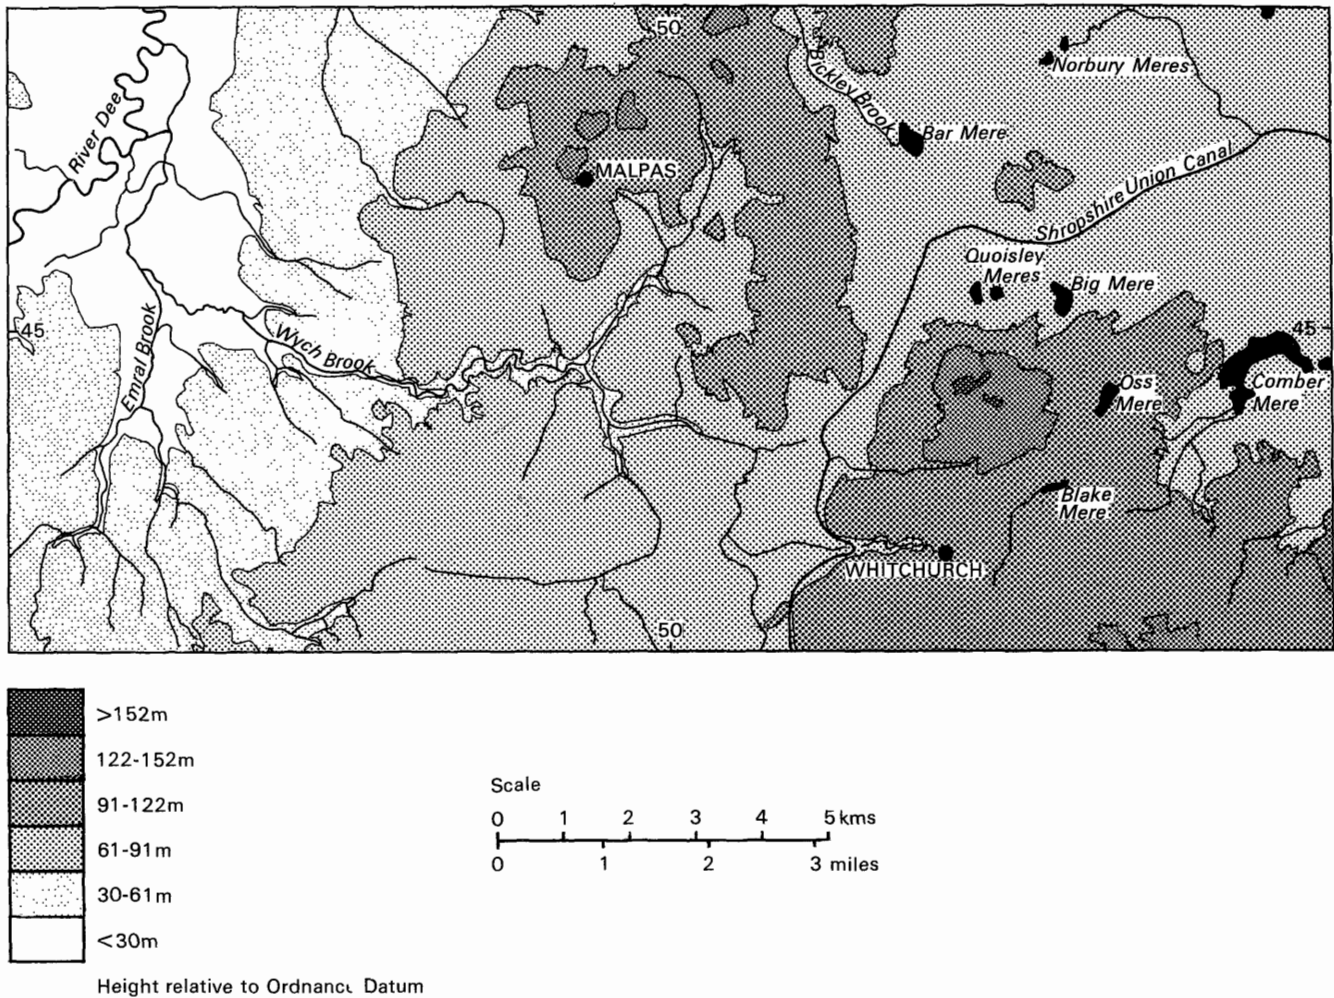 50
Norbury Meres
Bickley Brook
River Dee
Bar Mere
MALPAS
Shropshire Union Canal
Quoisley
Meres
Big Mere
45
45
Wych Brook
Emral Brook
Oss
Mere
Comber
Mere
Blake
Mere
WHITCHURCH
50
>152m
122-152m
91-122m
61-91m
30-61m
<30m
Height relative to Ordnance Datum
Scale
0 1 2 3 4 5 kms
0 1 2 3 miles